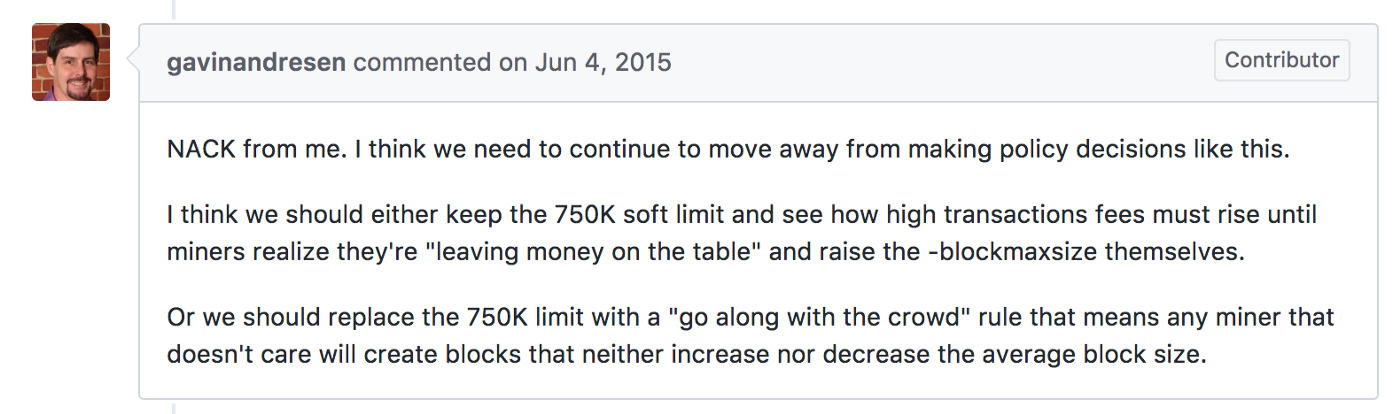 gavinandresen commented on Jun 4, 2015
Contributor
NACK from me. I think we need to continue to move away from making policy decisions like this.
I think we should either keep the 750K soft limit and see how high transactions fees must rise until
miners realize they're "leaving money on the table" and raise the -blockmaxsize themselves.
Or we should replace the 750K limit with a "go along with the crowd" rule that means any miner that
doesn't care will create blocks that neither increase nor decrease the average block size.